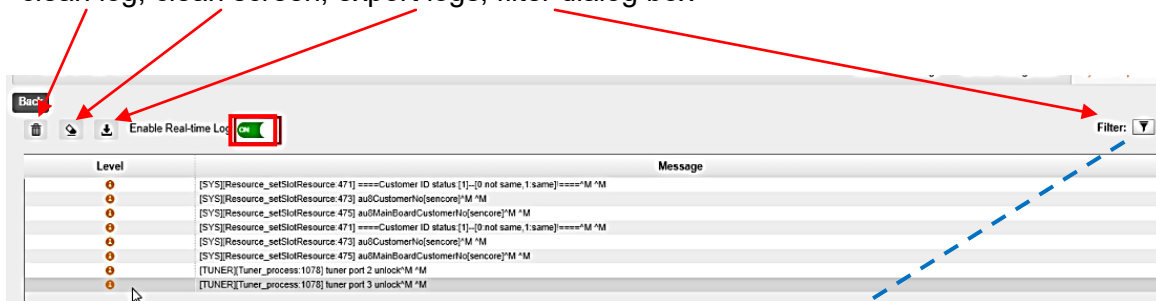 clean log, clean screen, export logs, filter dialog box
Back
Enable Real-time Log ON
Filter:
Level Message
[SYS][Resource_setSlotResource:471] ====Customer ID status:[1]--[0:not same,1:same]!====^M ^M
[SYS][Resource_setSlotResource:473] au8CustomerNo[sencore]^M ^M
[SYS][Resource_setSlotResource:475] au8MainBoardCustomerNo[sencore]^M ^M
[SYS][Resource_setSlotResource:471] ====Customer ID status:[1]--[0:not same,1:same]!====^M ^M
[SYS][Resource_setSlotResource:473] au8CustomerNo[sencore]^M ^M
[SYS][Resource_setSlotResource:475] au8MainBoardCustomerNo[sencore]^M ^M
[TUNER][Tuner_process:1078] tuner port 2 unlock^M ^M
[TUNER][Tuner_process:1078] tuner port 3 unlock^M ^M